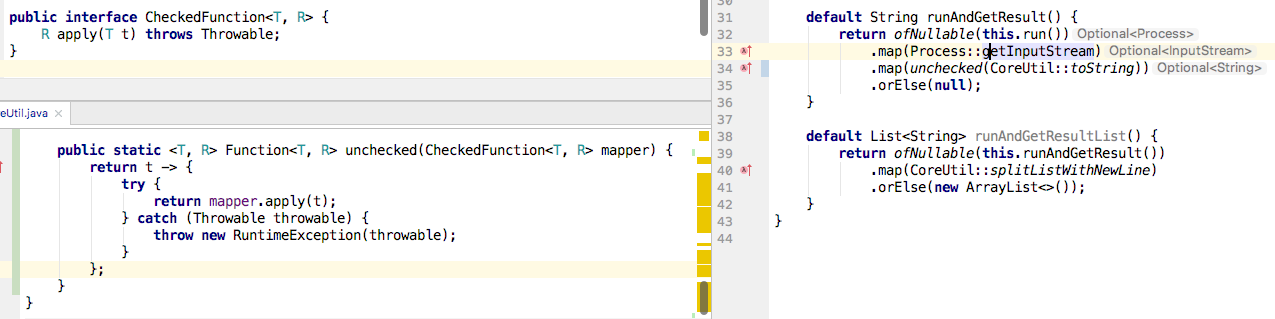 public interface CheckedFunction<T, R> {
    R apply(T t) throws Throwable;
}
eUtil.java ×
    public static <T, R> Function<T, R> unchecked(CheckedFunction<T, R> mapper) {
        return t -> {
            try {
                return mapper.apply(t);
            } catch (Throwable throwable) {
                throw new RuntimeException(throwable);
            }
        };
    }
}
31     default String runAndGetResult() {
32         return ofNullable(this.run()) Optional<Process>
33             .map(Process::getInputStream) Optional<InputStream>
34             .map(unchecked(CoreUtil::toString)) Optional<String>
35             .orElse(null);
36     }
37
38     default List<String> runAndGetResultList() {
39         return ofNullable(this.runAndGetResult())
40             .map(CoreUtil::splitListWithNewLine)
41             .orElse(new ArrayList<>());
42     }
43 }
44